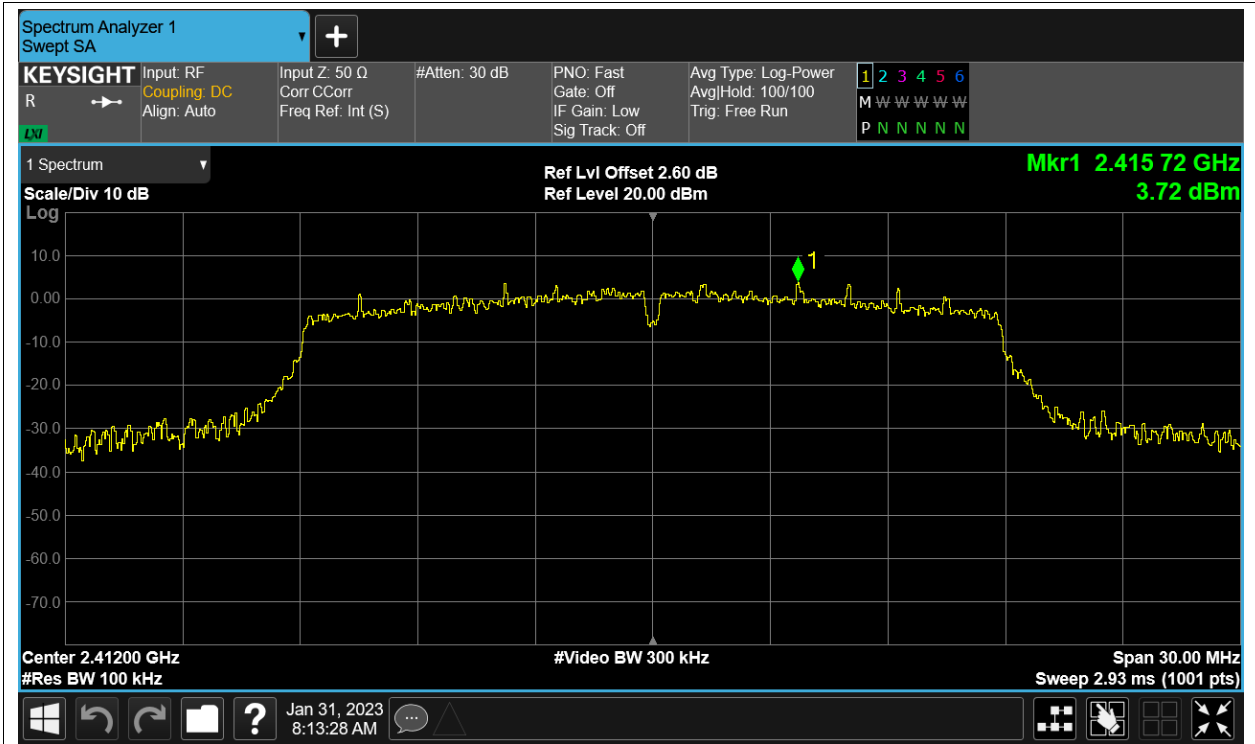 Spectrum Analyzer 1
Swept SA
KEYSIGHT
R
LXI
Input: RF
Coupling: DC
Align: Auto
Input Z: 50 Ω
Corr CCorr
Freq Ref: Int (S)
#Atten: 30 dB
PNO: Fast
Gate: Off
IF Gain: Low
Sig Track: Off
Avg Type: Log-Power
Avg|Hold: 100/100
Trig: Free Run
1 2 3 4 5 6
M W W W W W
P N N N N N
1 Spectrum
Scale/Div 10 dB
Log
Ref Lvl Offset 2.60 dB
Ref Level 20.00 dBm
Mkr1 2.415 72 GHz
3.72 dBm
10.0
0.00
-10.0
-20.0
-30.0
-40.0
-50.0
-60.0
-70.0
1
Center 2.41200 GHz
#Res BW 100 kHz
#Video BW 300 kHz
Span 30.00 MHz
Sweep 2.93 ms (1001 pts)
?
Jan 31, 2023
8:13:28 AM